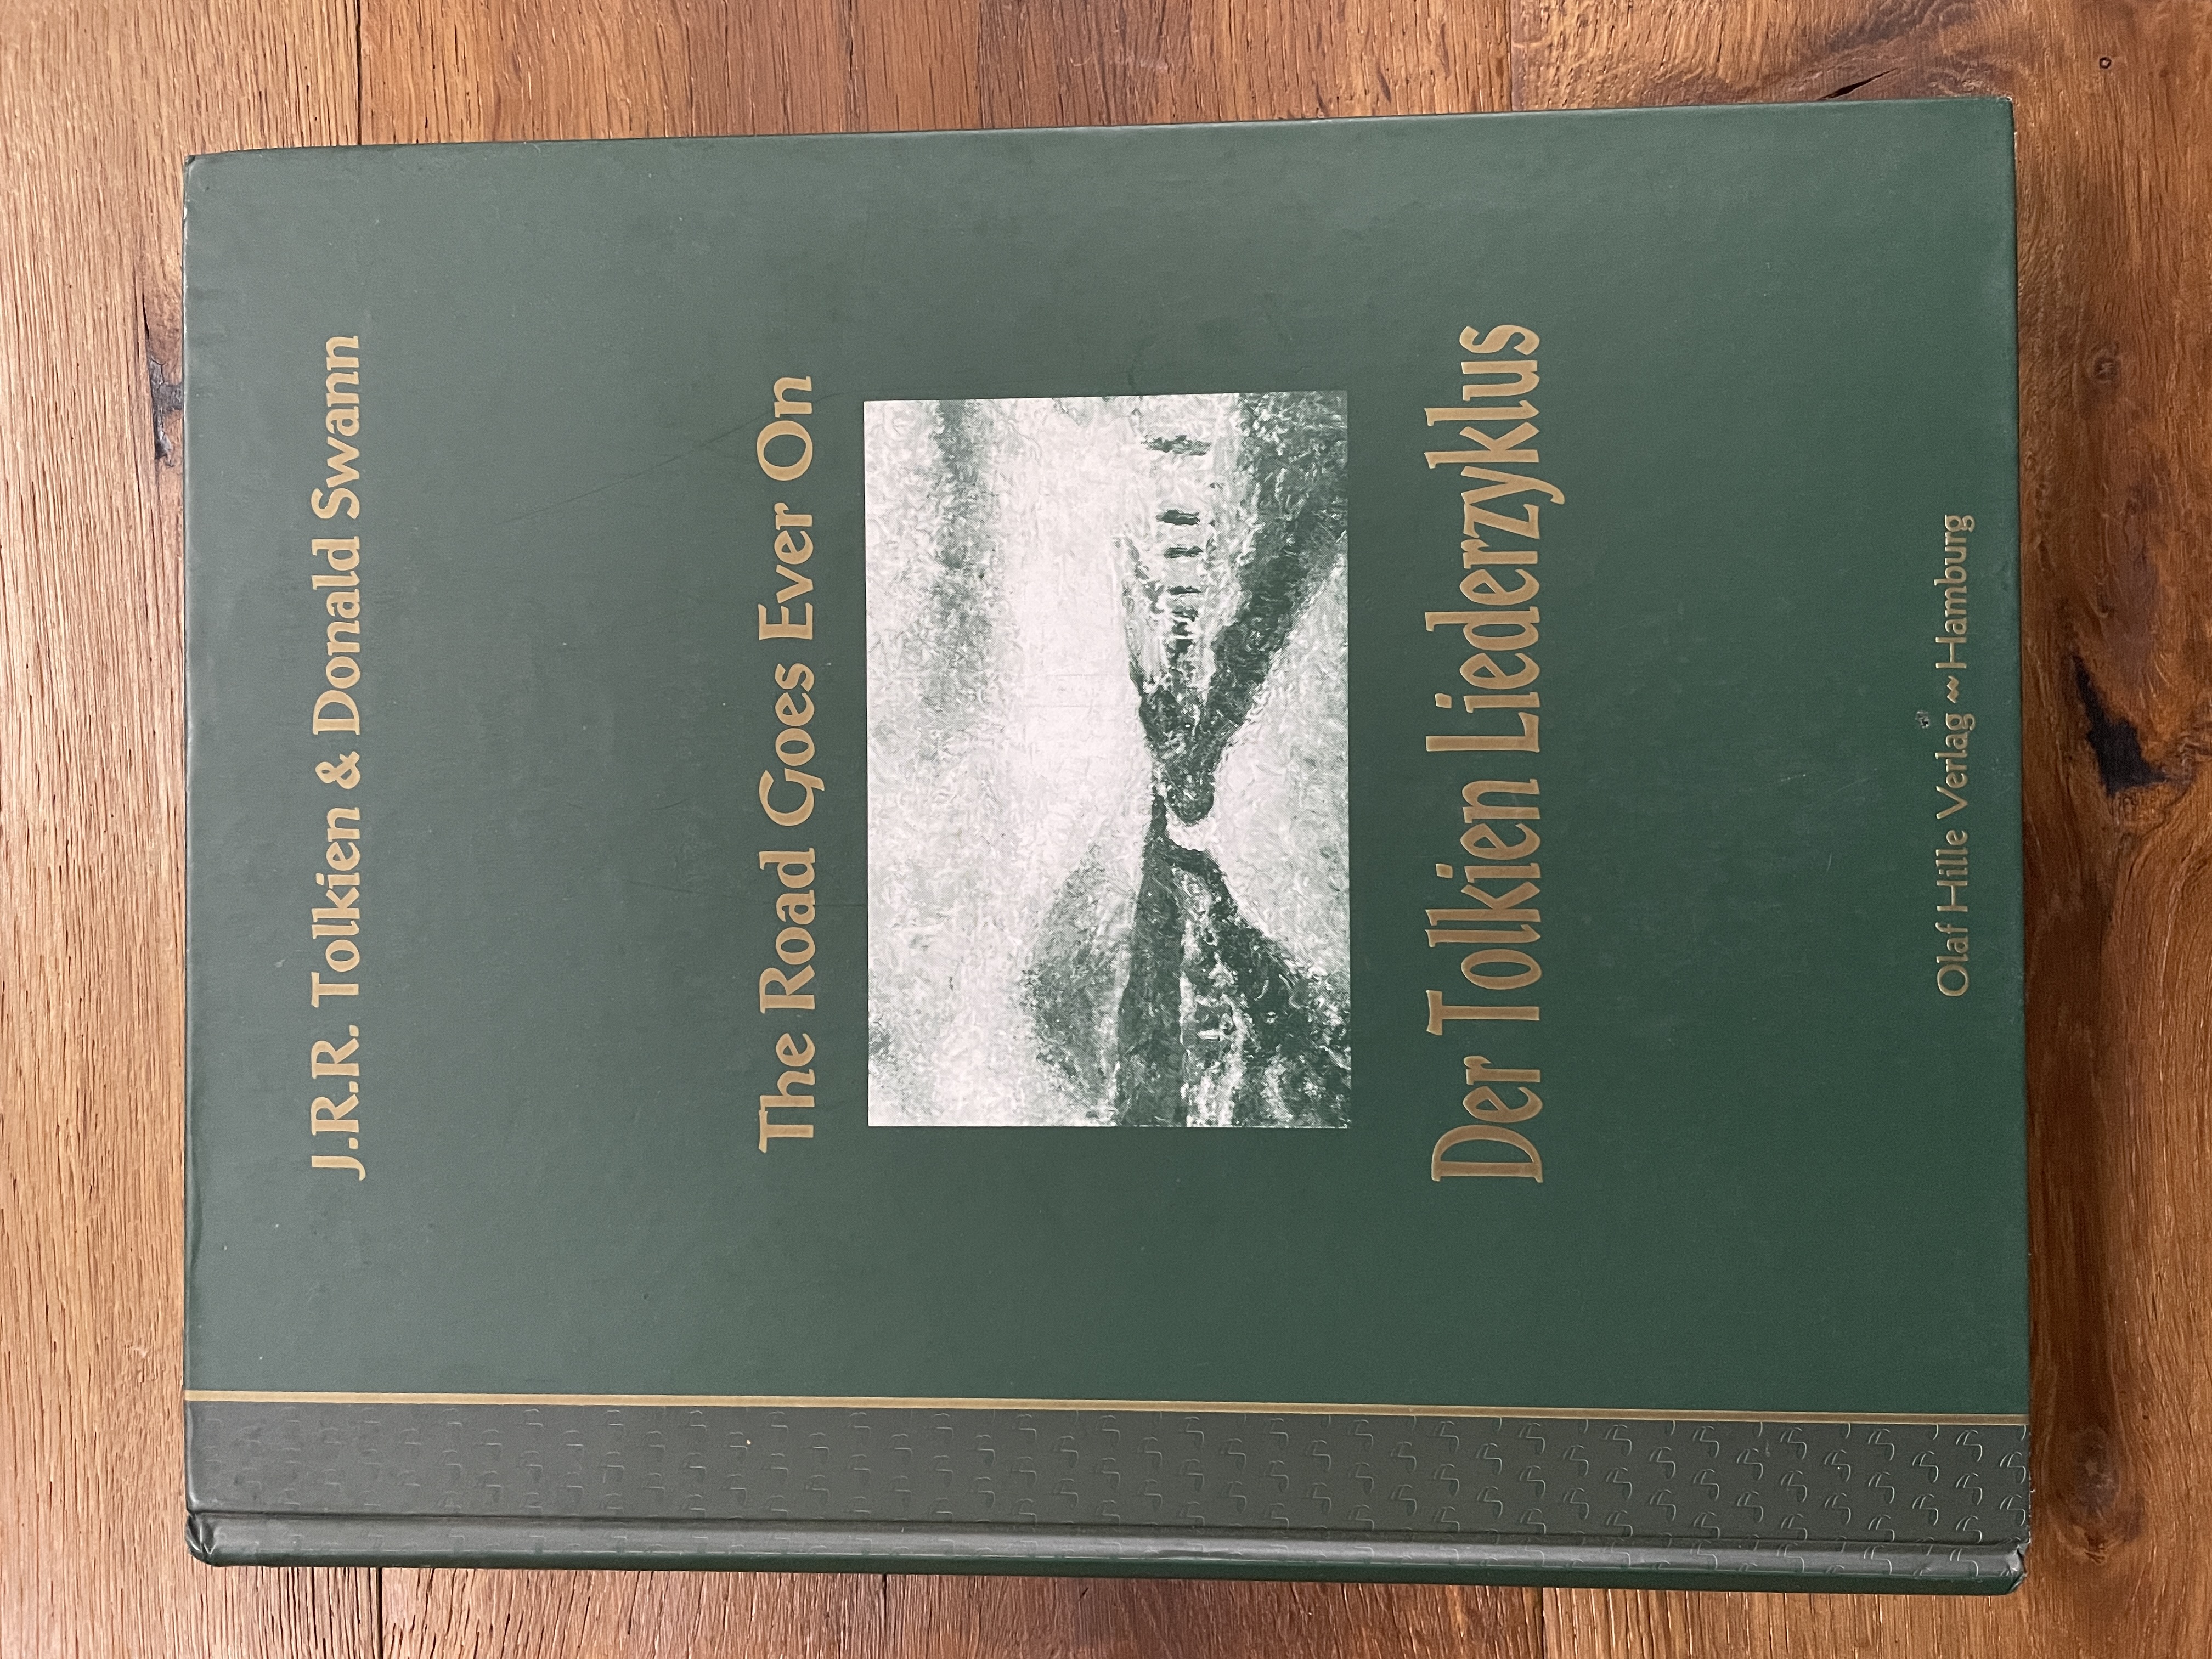 J.R.R. Tolkien & Donald Swann
The Road Goes Ever On
Der Tolkien Liederzyklus
Olaf Hille Verlag ~ Hamburg